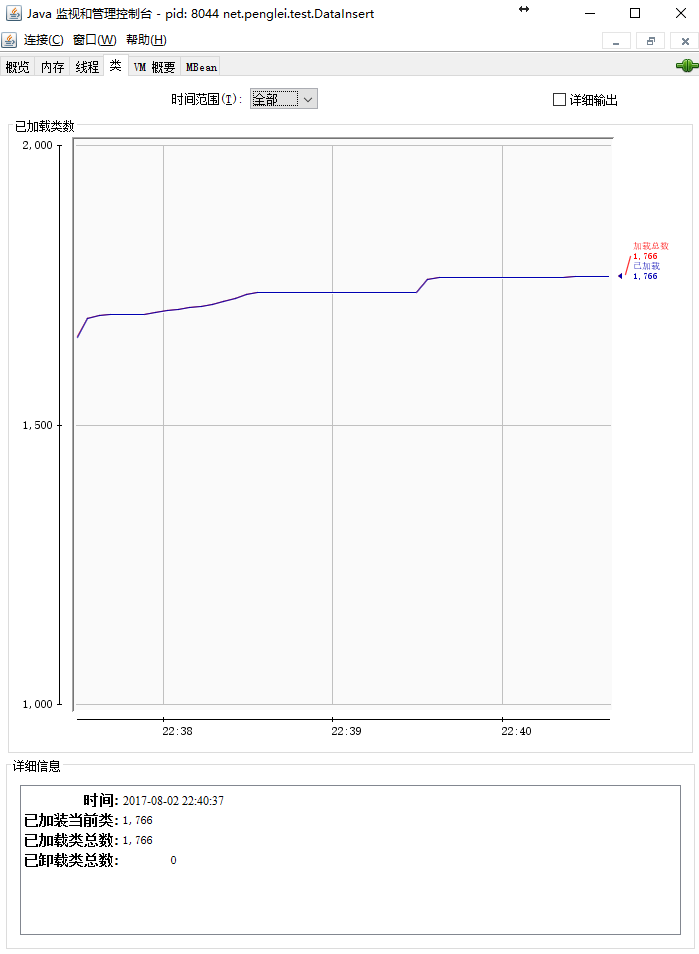 Java 监视和管理控制台 - pid: 8044 net.penglei.test.DataInsert
连接(C) 窗口(W) 帮助(H)
概览 内存 线程 类 VM 概要 MBean
时间范围(T): 全部 详细输出
已加载类数
2,000
加载总数
1,766
已加载
1,766
1,500
1,000
22:38 22:39 22:40
详细信息
时间: 2017-08-02 22:40:37
已加装当前类: 1,766
已加载类总数: 1,766
已卸载类总数: 0